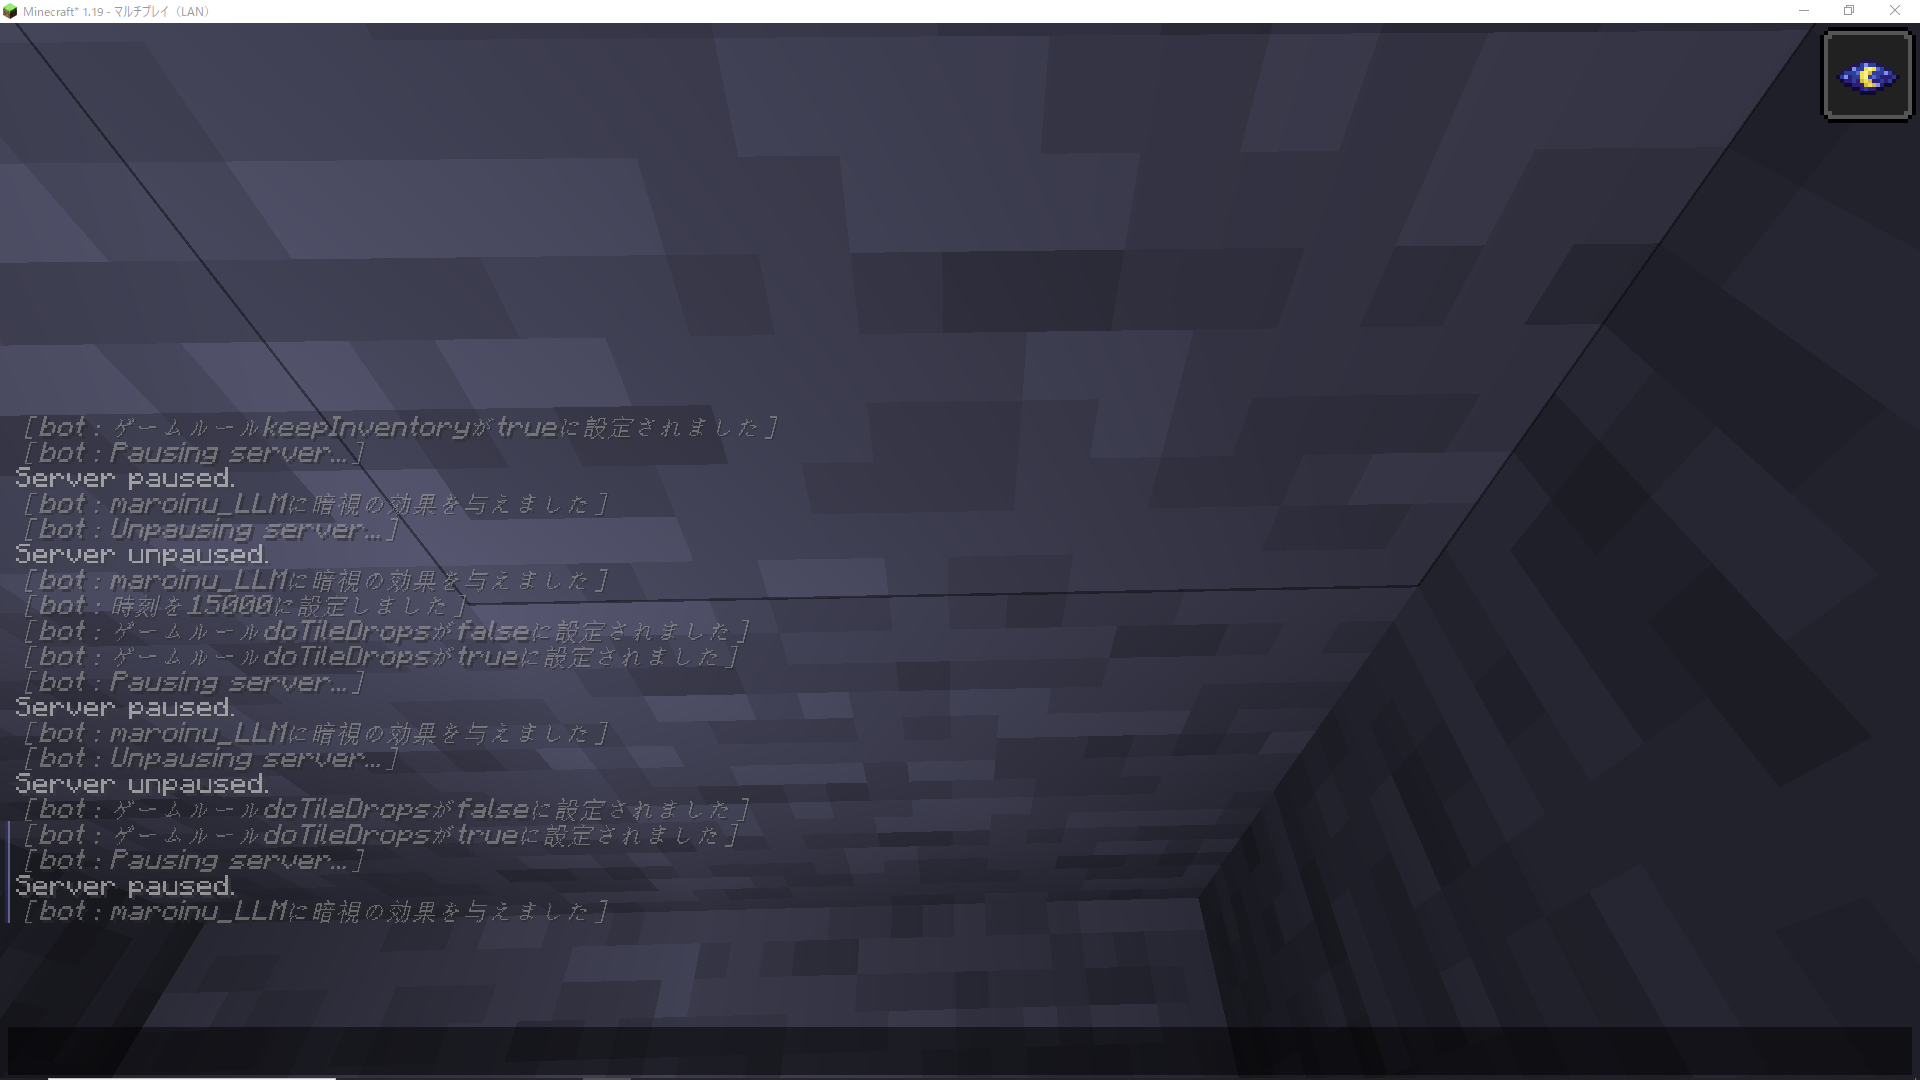 Minecraft* 1.19 - マルチプレイ（LAN）
[bot: ゲームルールkeepInventoryがtrueに設定されました]
[bot: Pausing server...]
Server paused.
[bot: maroinu_LLMに暗視の効果を与えました]
[bot: Unpausing server...]
Server unpaused.
[bot: maroinu_LLMに暗視の効果を与えました]
[bot: 時刻を15000に設定しました]
[bot: ゲームルールdoTileDropsがfalseに設定されました]
[bot: ゲームルールdoTileDropsがtrueに設定されました]
[bot: Pausing server...]
Server paused.
[bot: maroinu_LLMに暗視の効果を与えました]
[bot: Unpausing server...]
Server unpaused.
[bot: ゲームルールdoTileDropsがfalseに設定されました]
[bot: ゲームルールdoTileDropsがtrueに設定されました]
[bot: Pausing server...]
Server paused.
[bot: maroinu_LLMに暗視の効果を与えました]